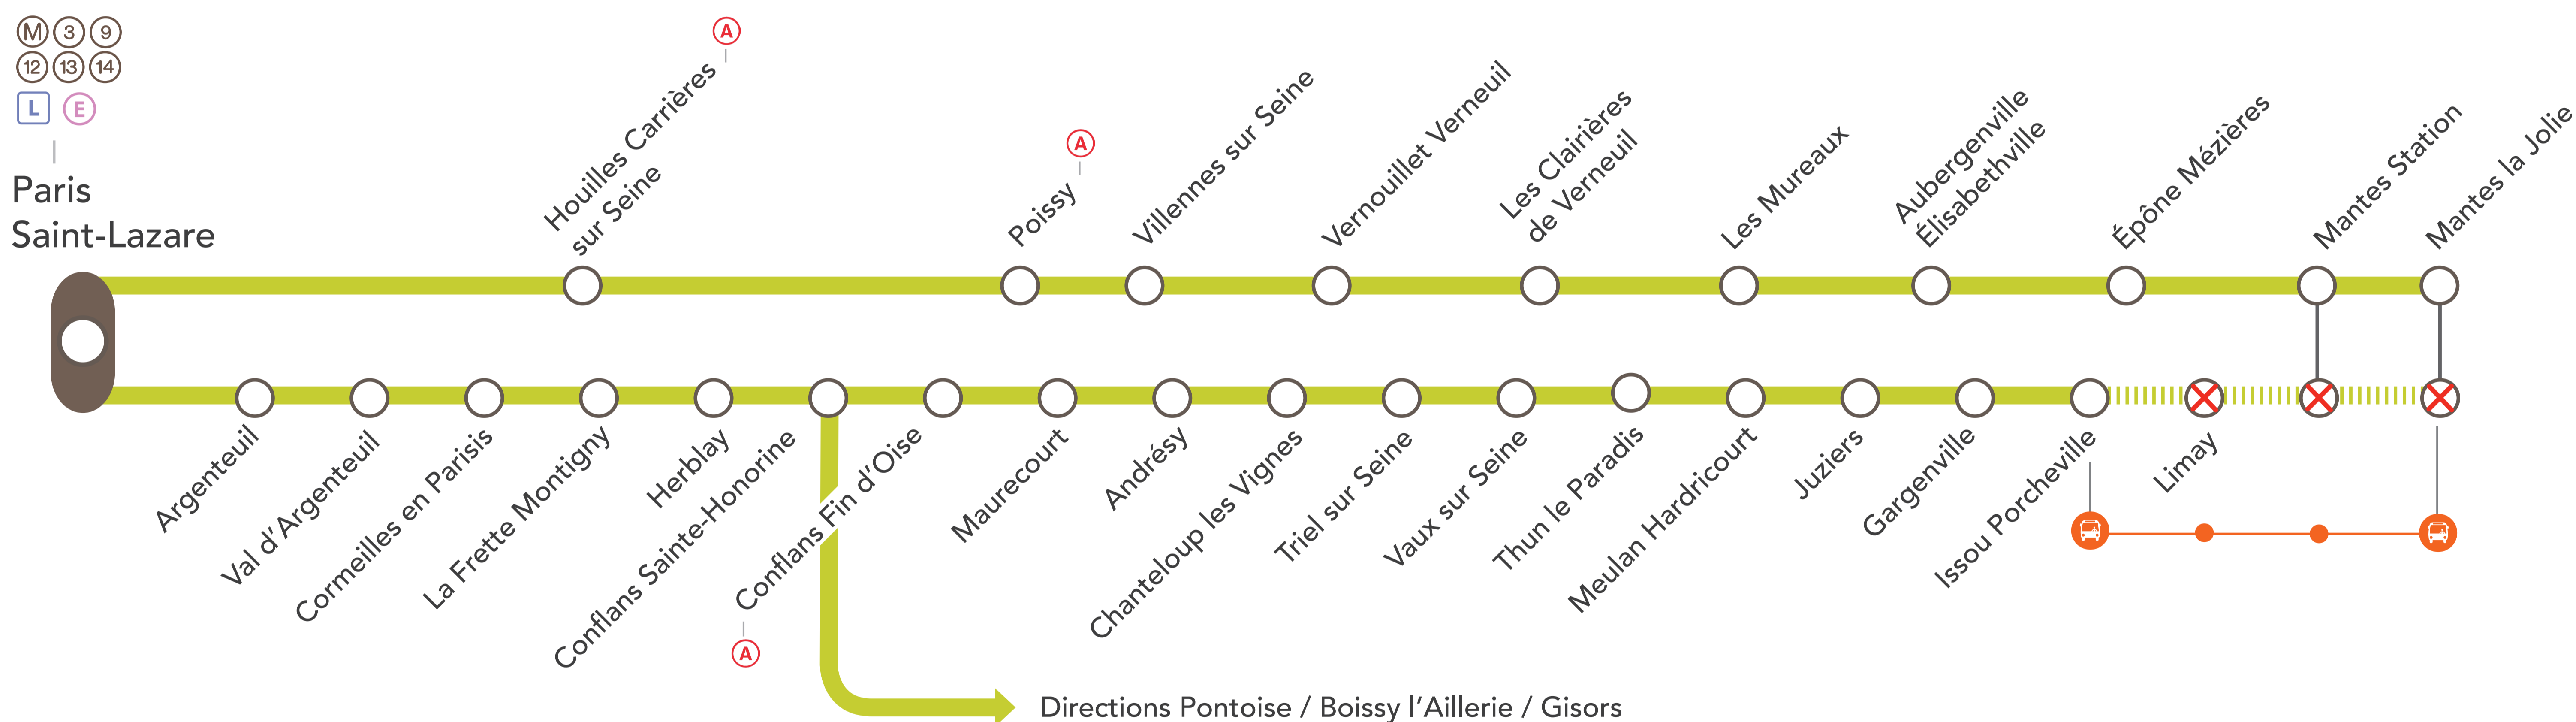 M 3 9
12 13 14
L E
Paris
Saint-Lazare
A
Houilles Carrières
sur Seine
A
Poissy
Villennes sur Seine
Vernouillet Verneuil
Les Clairières
de Verneuil
Les Mureaux
Aubergenville
Élisabethville
Épône Mézières
Mantes Station
Mantes la Jolie
Argenteuil
Val d'Argenteuil
Cormeilles en Parisis
La Frette Montigny
Herblay
Conflans Sainte-Honorine
Conflans Fin d'Oise
A
Maurecourt
Andrésy
Chanteloup les Vignes
Triel sur Seine
Vaux sur Seine
Thun le Paradis
Meulan Hardricourt
Juziers
Gargenville
Issou Porcheville
Limay
Directions Pontoise / Boissy l'Aillerie / Gisors